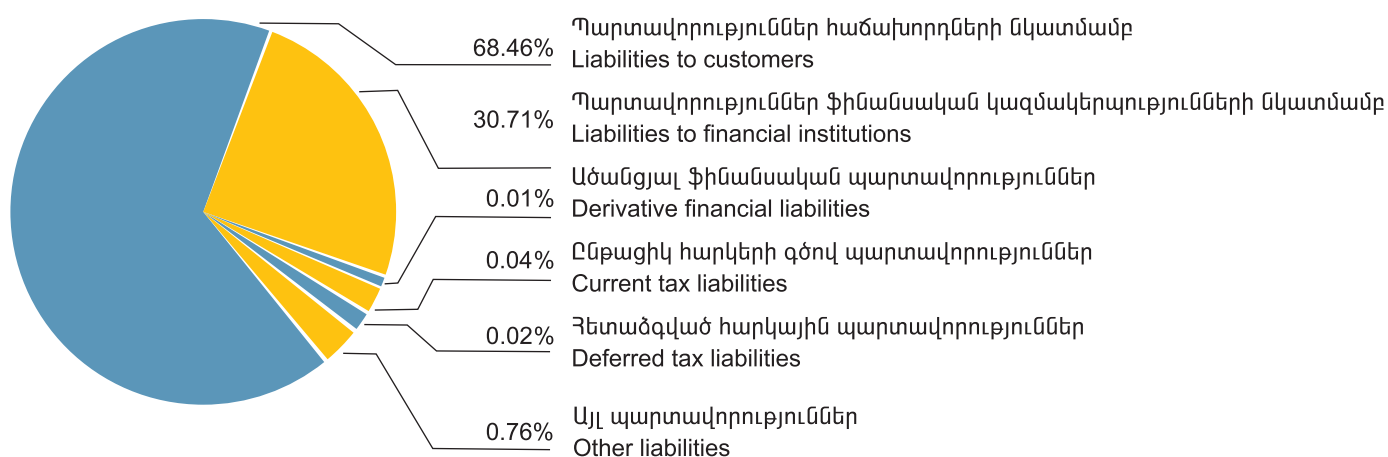 68.46%
Պարտավորություններ հաճախորդների նկատմամբ
Liabilities to customers
30.71%
Պարտավորություններ ֆինանսական կազմակերպությունների նկատմամբ
Liabilities to financial institutions
0.01%
Ածանցյալ ֆինանսական պարտավորություններ
Derivative financial liabilities
0.04%
Ընթացիկ հարկերի գծով պարտավորություններ
Current tax liabilities
0.02%
Հետաձգված հարկային պարտավորություններ
Deferred tax liabilities
0.76%
Այլ պարտավորություններ
Other liabilities